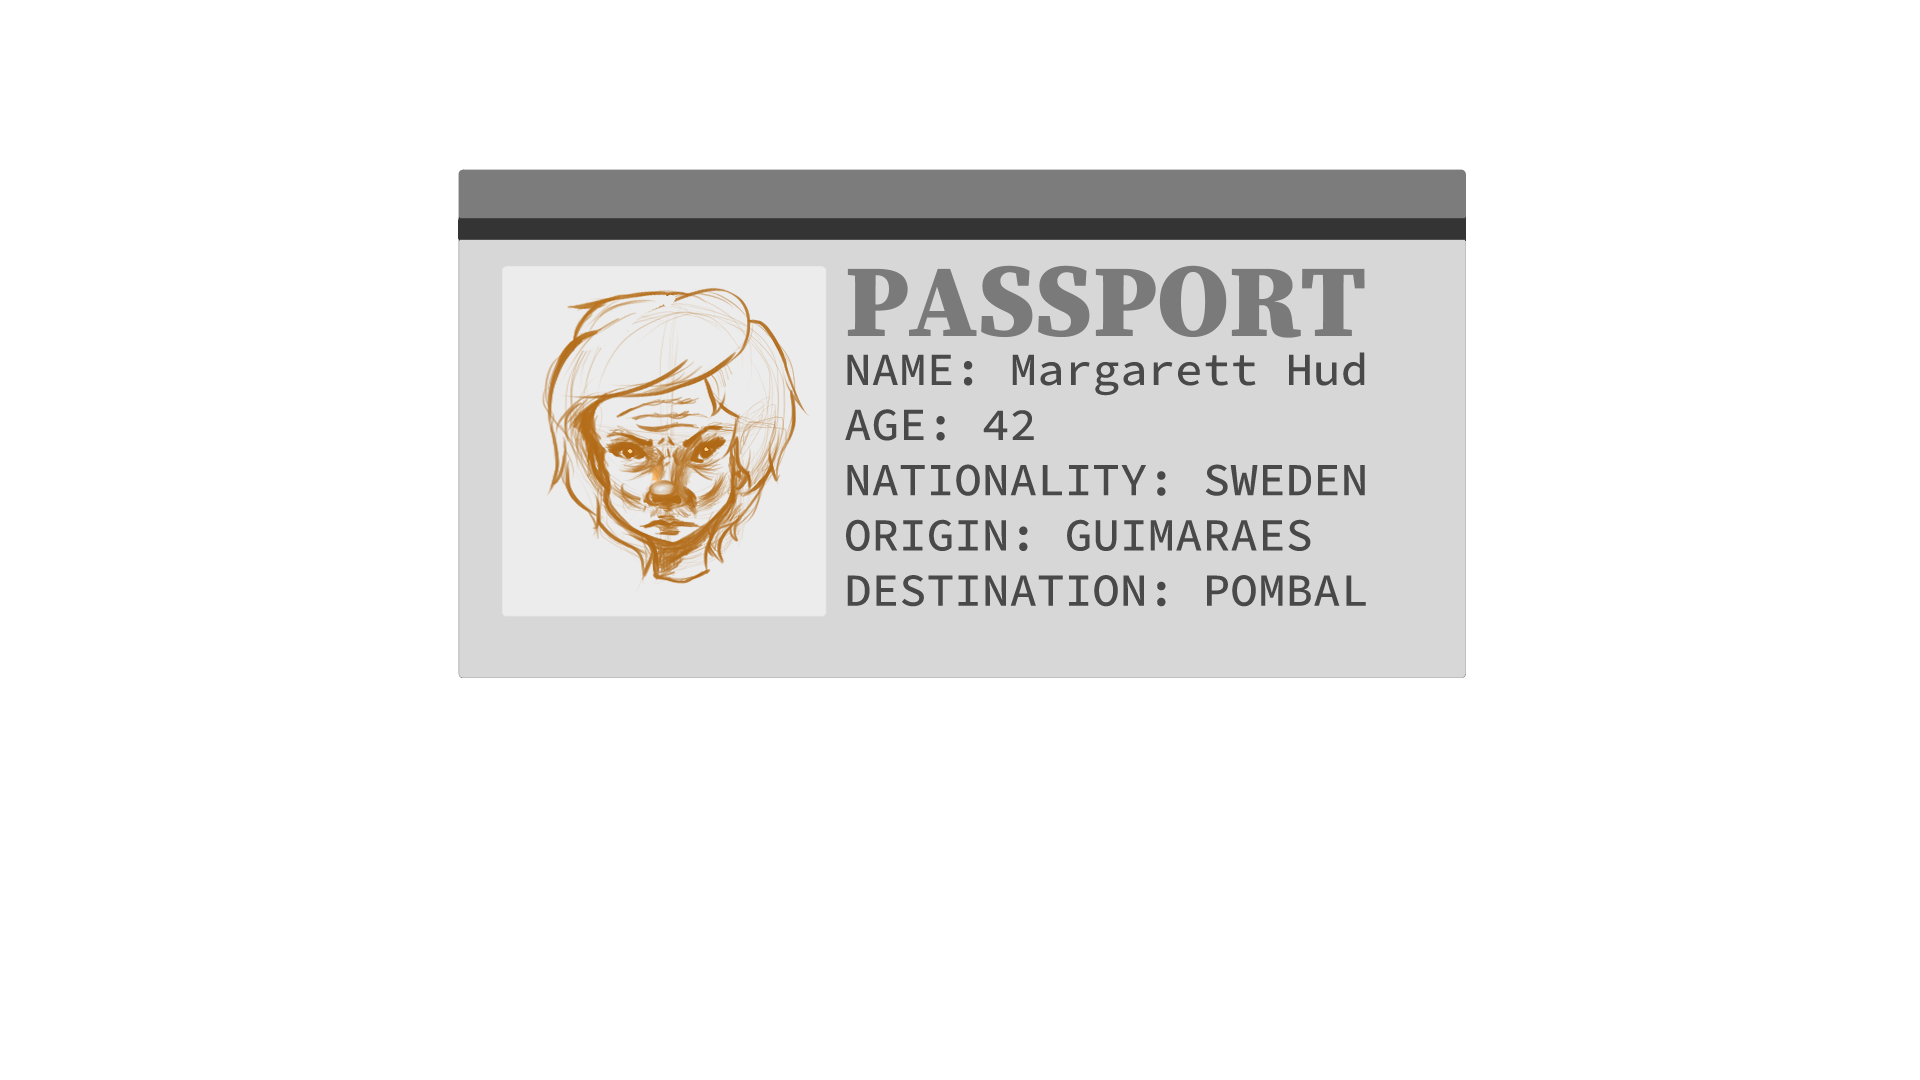 PASSPORT
NAME: Margarett Hud
AGE: 42
NATIONALITY: SWEDEN
ORIGIN: GUIMARAES
DESTINATION: POMBAL